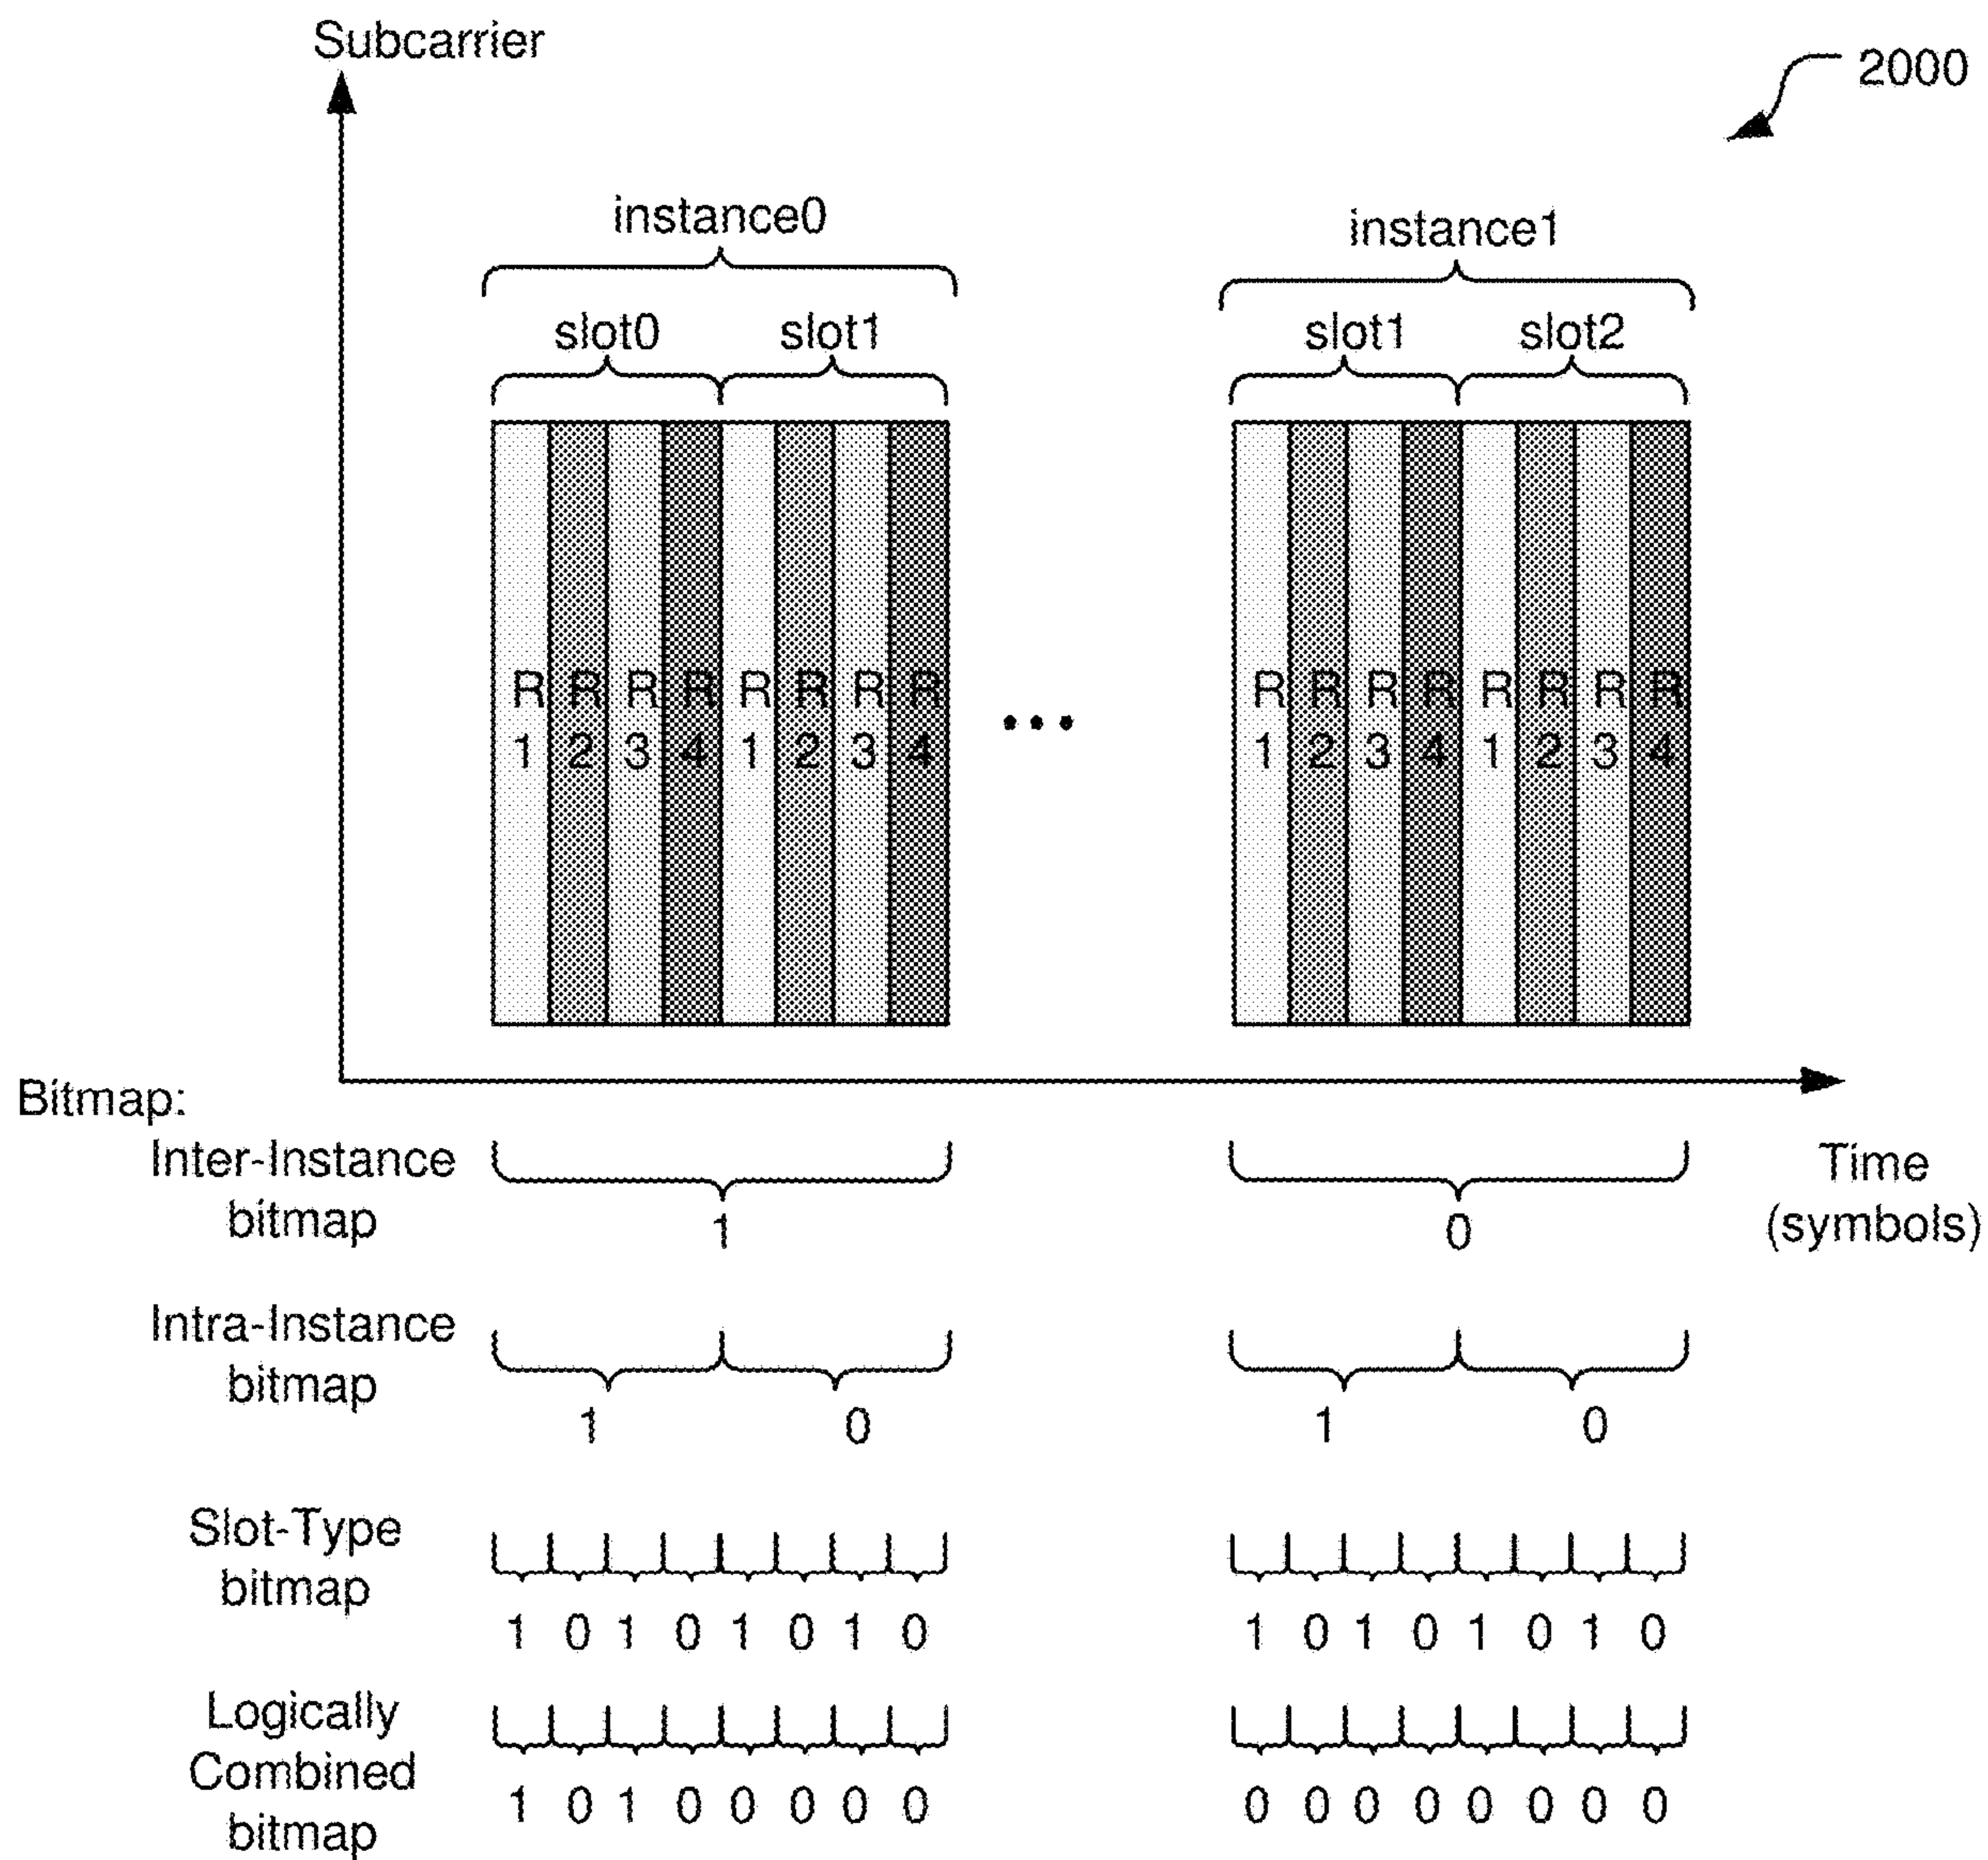 Subcarrier
2000
instance0
instance1
slot0 slot1
slot1 slot2
R R R R R R R R
1 2 3 4 1 2 3 4
...
R R R R R R R R
1 2 3 4 1 2 3 4
Bitmap:
Inter-Instance
bitmap
1
0
Time
(symbols)
Intra-Instance
bitmap
1 0
1 0
Slot-Type
bitmap
1 0 1 0 1 0 1 0
1 0 1 0 1 0 1 0
Logically
Combined
bitmap
1 0 1 0 0 0 0 0
0 0 0 0 0 0 0 0